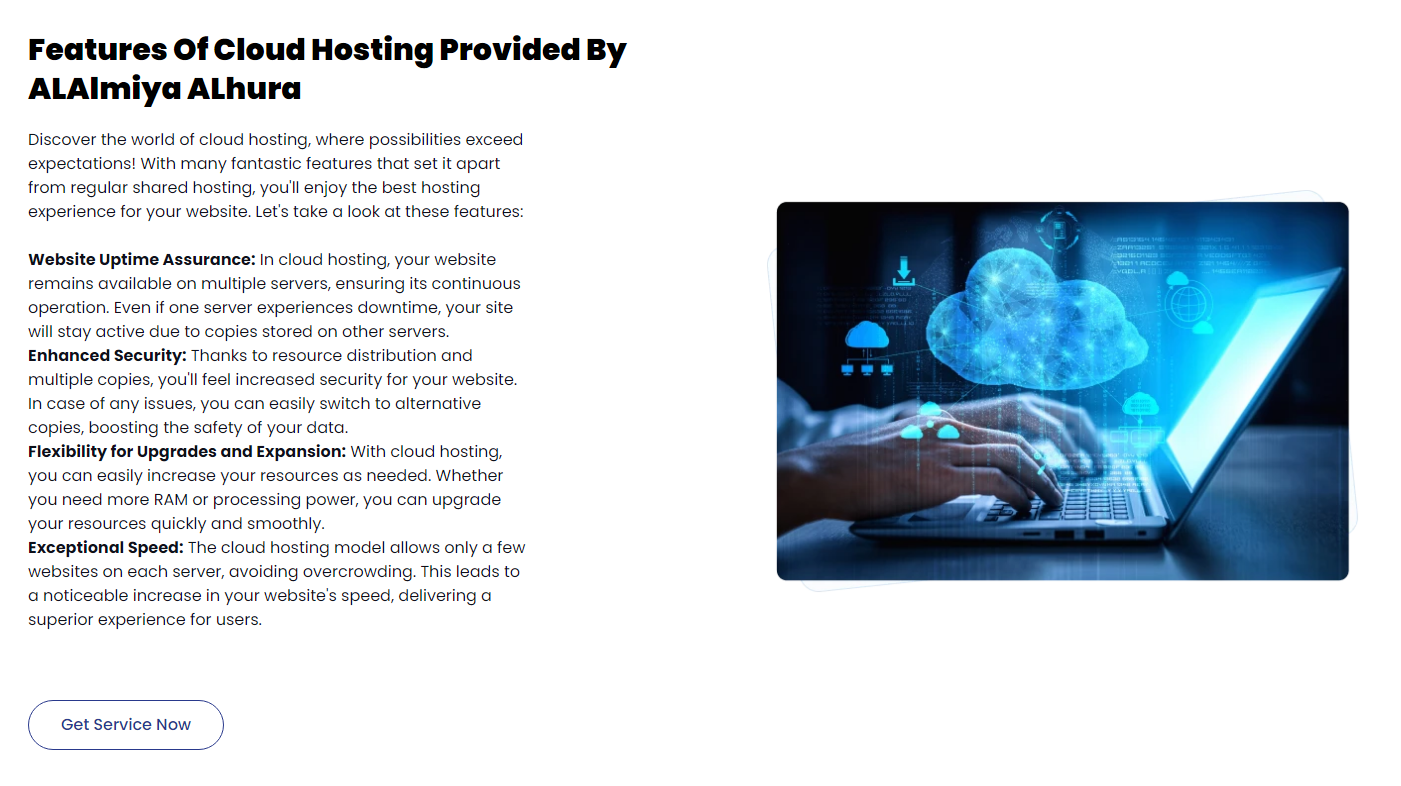 Features Of Cloud Hosting Provided By
ALAlmiya ALhura
Discover the world of cloud hosting, where possibilities exceed
expectations! With many fantastic features that set it apart
from regular shared hosting, you'll enjoy the best hosting
experience for your website. Let's take a look at these features:
Website Uptime Assurance: In cloud hosting, your website
remains available on multiple servers, ensuring its continuous
operation. Even if one server experiences downtime, your site
will stay active due to copies stored on other servers.
Enhanced Security: Thanks to resource distribution and
multiple copies, you'll feel increased security for your website.
In case of any issues, you can easily switch to alternative
copies, boosting the safety of your data.
Flexibility for Upgrades and Expansion: With cloud hosting,
you can easily increase your resources as needed. Whether
you need more RAM or processing power, you can upgrade
your resources quickly and smoothly.
Exceptional Speed: The cloud hosting model allows only a few
websites on each server, avoiding overcrowding. This leads to
a noticeable increase in your website's speed, delivering a
superior experience for users.
Get Service Now